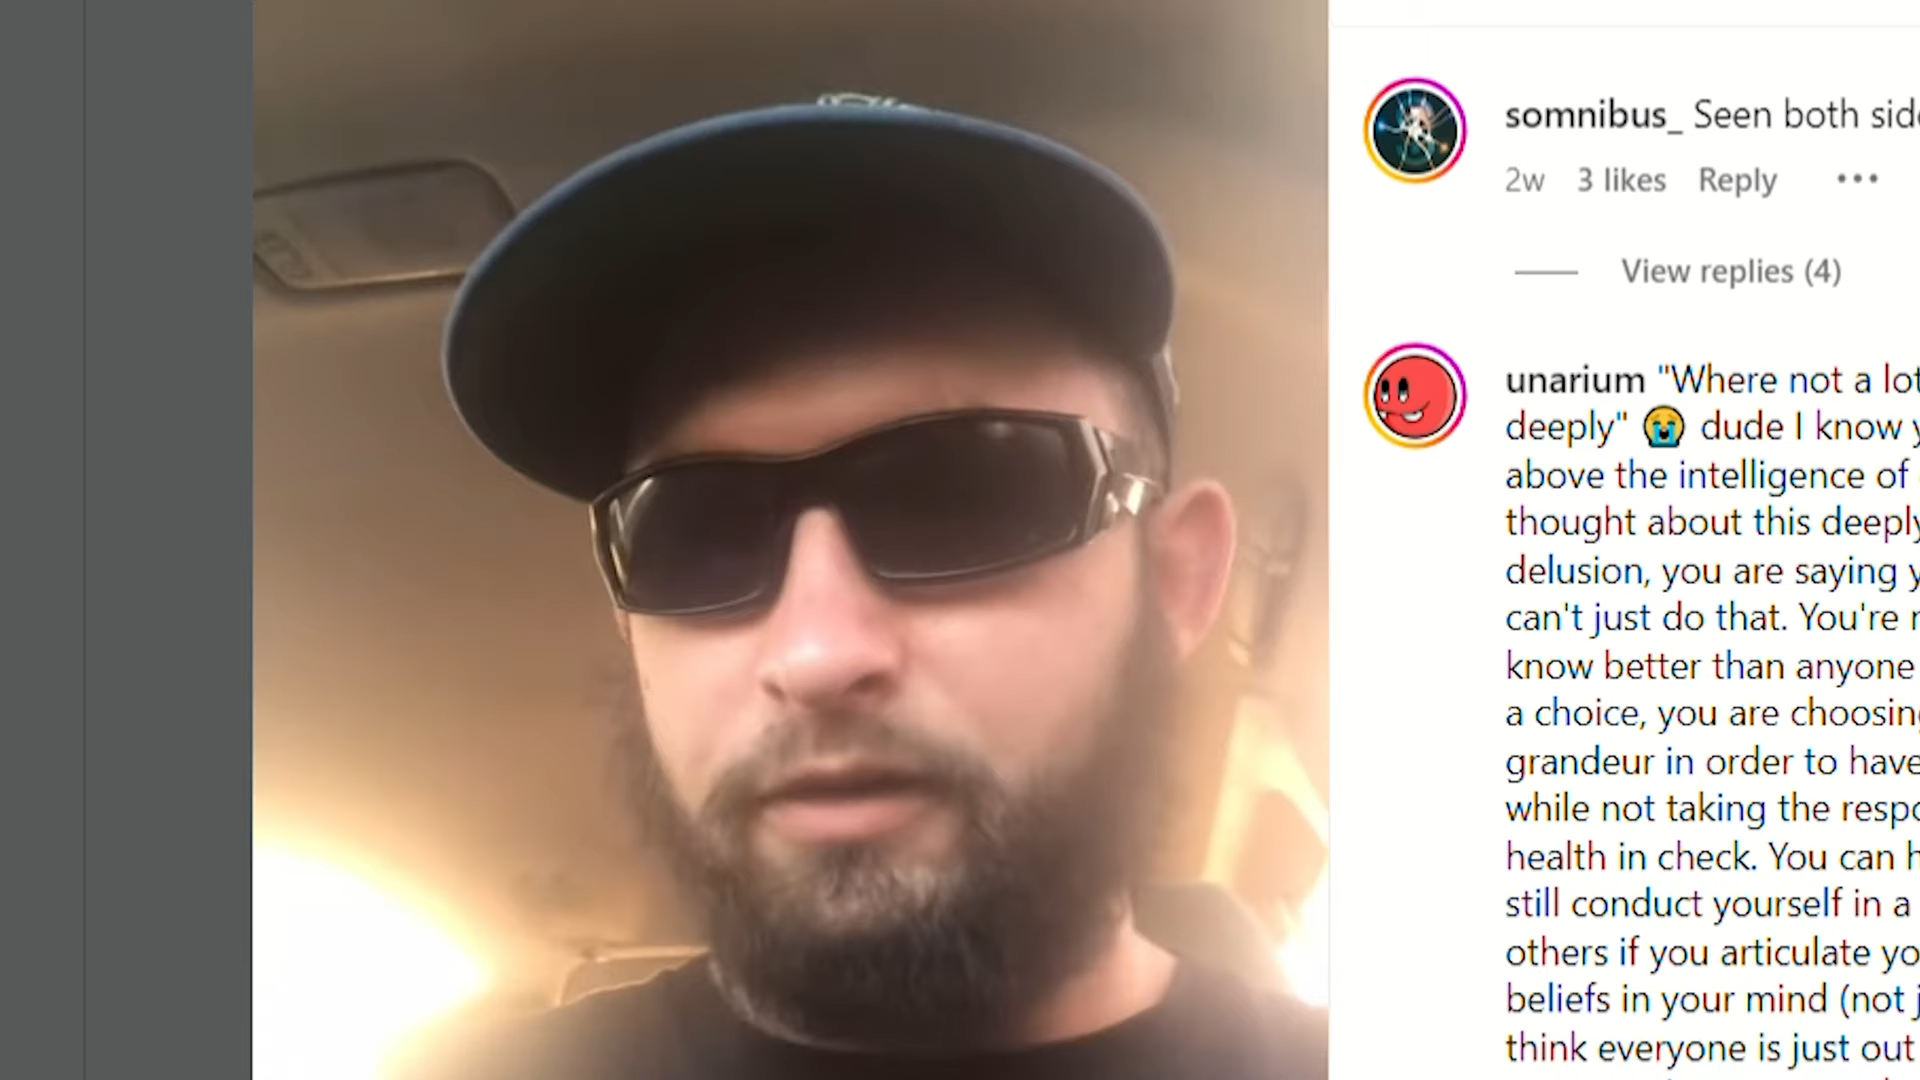 somnibus_ Seen both side
2w 3 likes Reply •••
View replies (4)
unarium "Where not a lot
deeply" 😭 dude I know y
above the intelligence of
thought about this deeply
delusion, you are saying y
can't just do that. You're n
know better than anyone
a choice, you are choosing
grandeur in order to have
while not taking the respo
health in check. You can h
still conduct yourself in a
others if you articulate yo
beliefs in your mind (not j
think everyone is just out